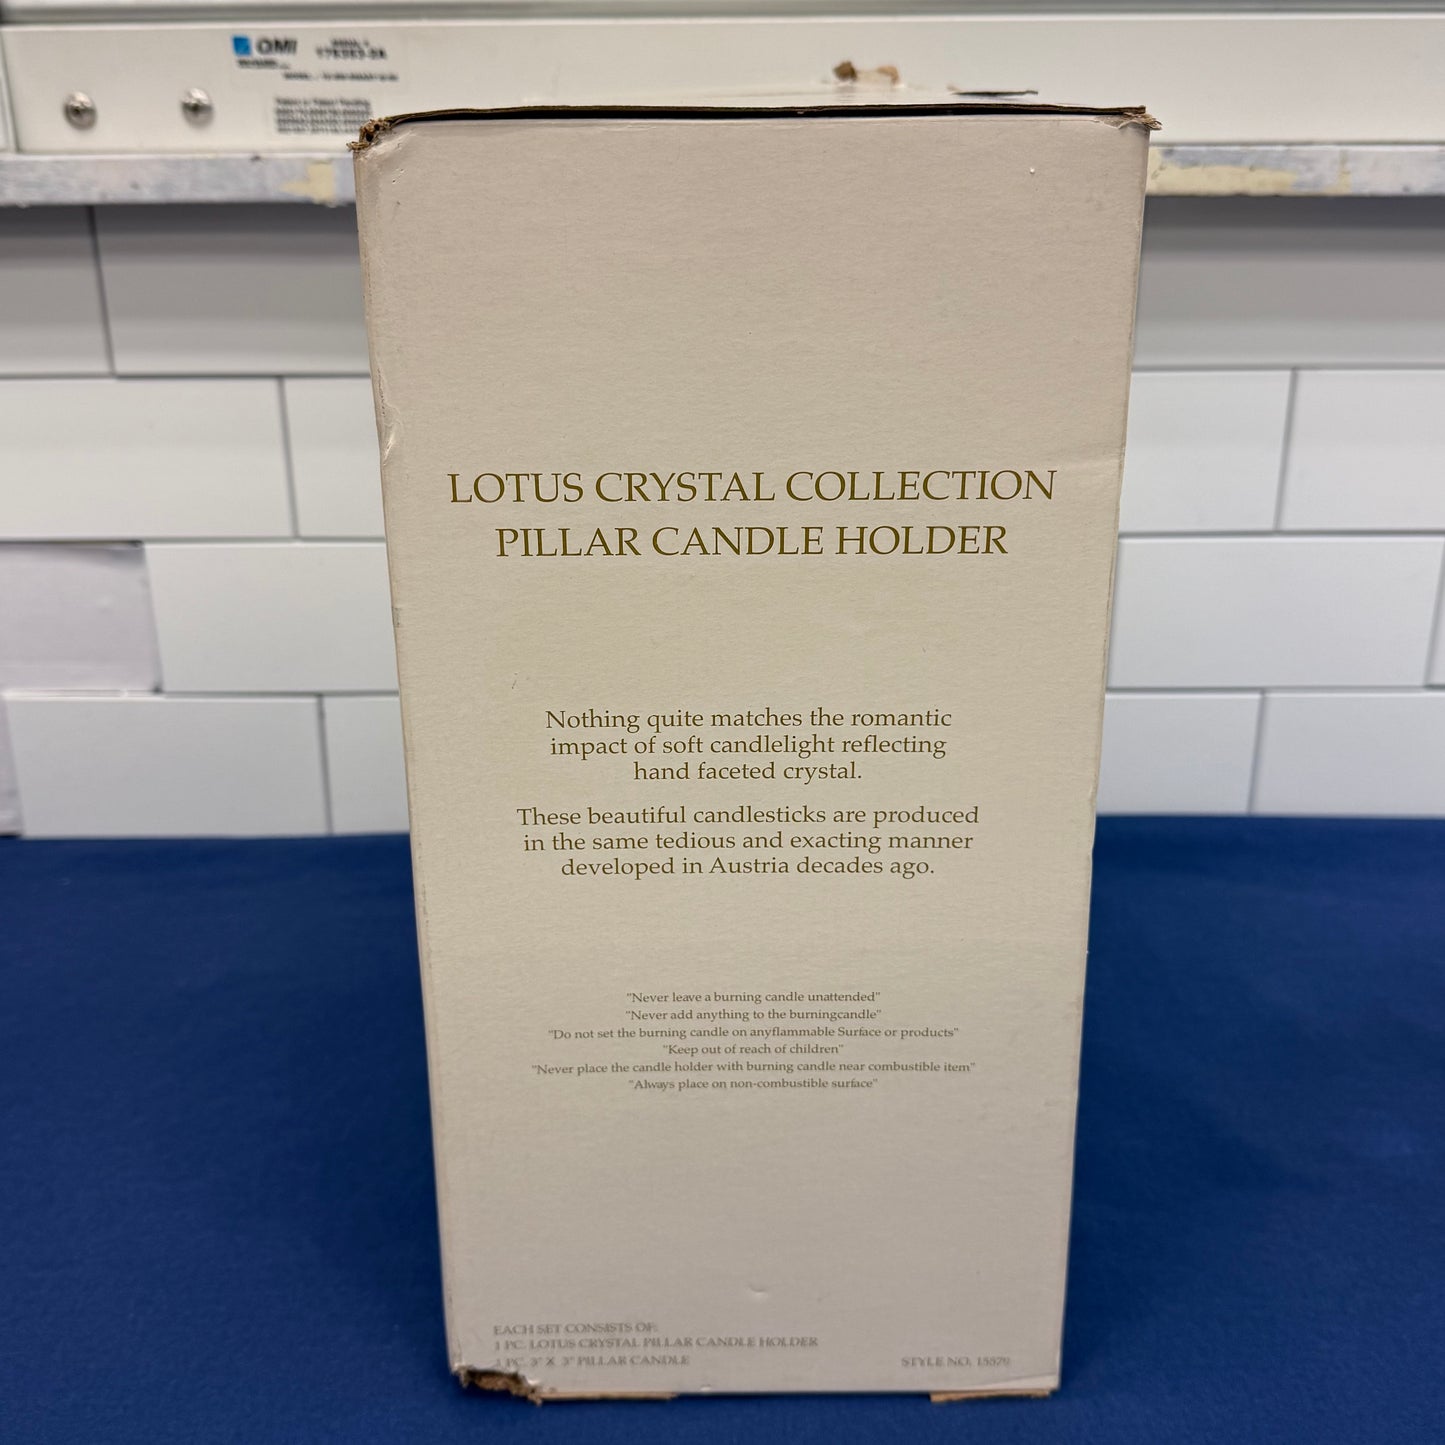 OMI
LOTUS CRYSTAL COLLECTION
PILLAR CANDLE HOLDER
Nothing quite matches the romantic
impact of soft candlelight reflecting
hand faceted crystal.
These beautiful candlesticks are produced
in the same tedious and exacting manner
developed in Austria decades ago.
"Never leave a burning candle unattended"
"Never add anything to the burningcandle"
"Do not set the burning candle on anyflammable Surface or products"
"Keep out of reach of children"
"Never place the candle holder with burning candle near combustible item"
"Always place on non-combustible surface"
EACH SET CONSISTS OF:
1 PC. LOTUS CRYSTAL PILLAR CANDLE HOLDER
1 PC. 3" X 3" PILLAR CANDLE
STYLE NO.